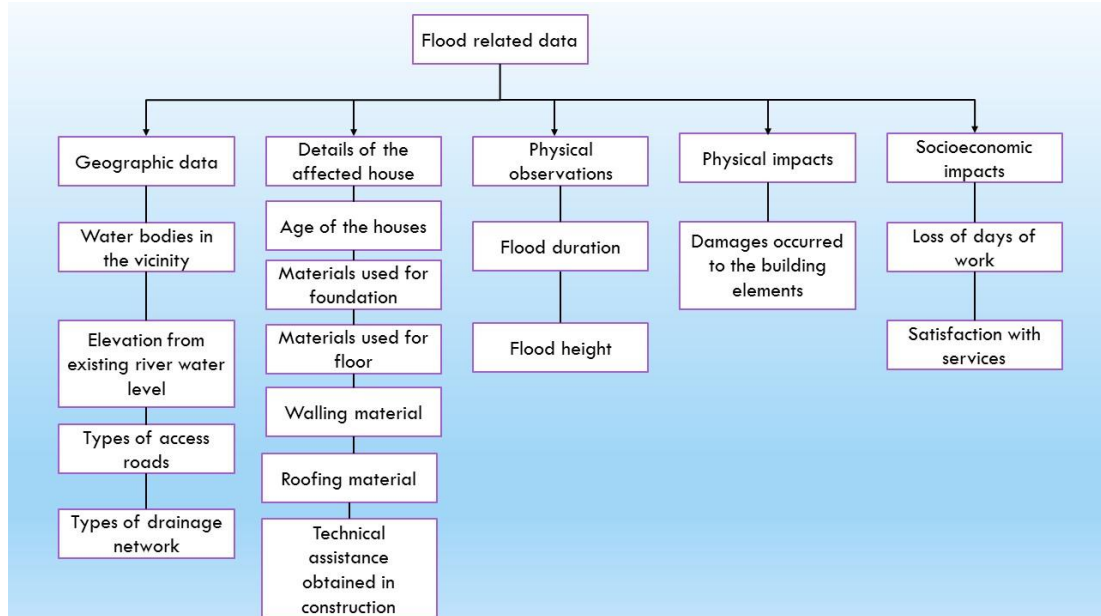 Flood related data
Geographic data
Water bodies in
the vicinity
Elevation from
existing river water
level
Types of access
roads
Types of drainage
network
Details of the
affected house
Age of the houses
Materials used for
foundation
Materials used for
floor
Walling material
Roofing material
Technical
assistance
obtained in
construction
Physical
observations
Flood duration
Flood height
Physical impacts
Damages occurred
to the building
elements
Socioeconomic
impacts
Loss of days of
work
Satisfaction with
services